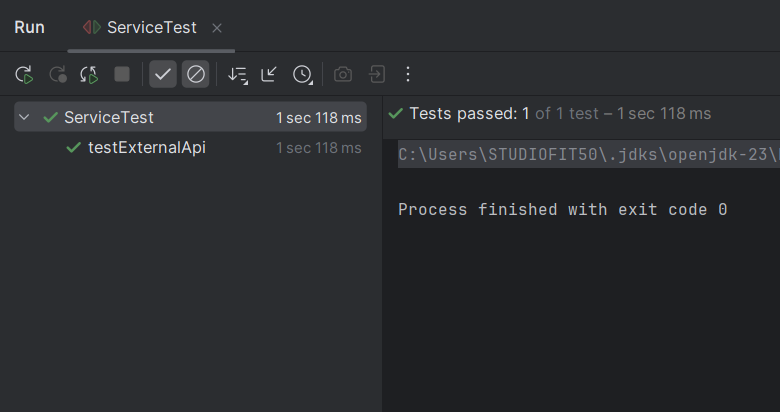 Run ServiceTest
Tests passed: 1 of 1 test – 1 sec 118 ms
ServiceTest 1 sec 118 ms
testExternalApi 1 sec 118 ms
C:\Users\STUDIOFIT50\.jdks\openjdk-23\
Process finished with exit code 0